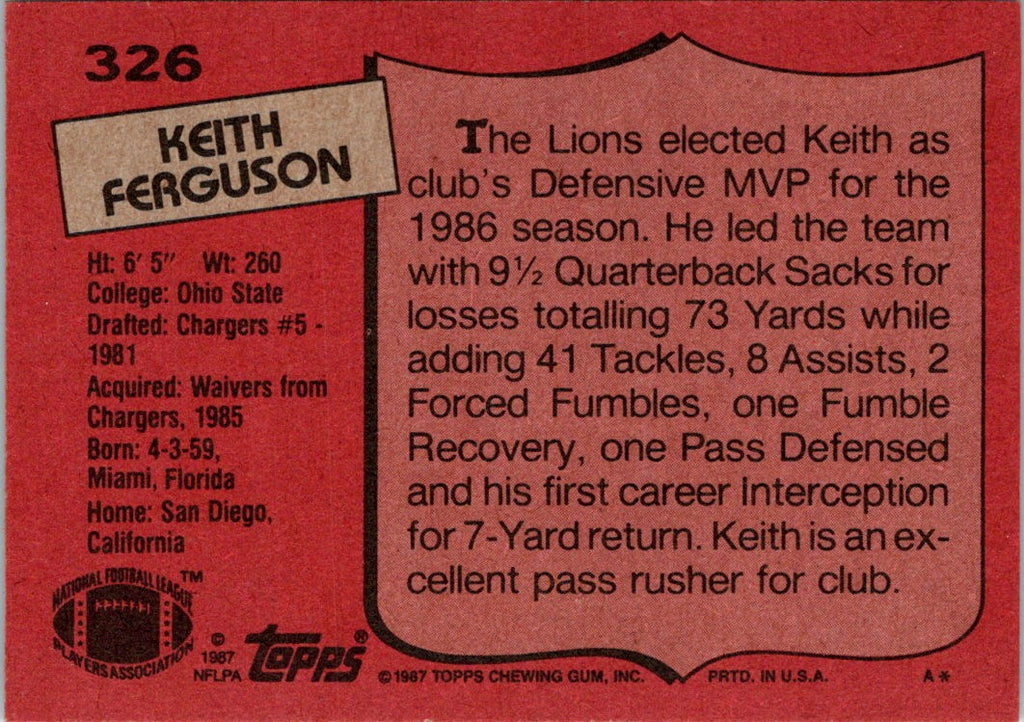 326
KEITH
FERGUSON
Ht: 6' 5" Wt: 260
College: Ohio State
Drafted: Chargers #5 -
1981
Acquired: Waivers from
Chargers, 1985
Born: 4-3-59,
Miami, Florida
Home: San Diego,
California
NATIONAL FOOTBALL LEAGUE
PLAYERS ASSOCIATION
TM
©
1987
NFLPA
topps®
The Lions elected Keith as
club's Defensive MVP for the
1986 season. He led the team
with 9½ Quarterback Sacks for
losses totalling 73 Yards while
adding 41 Tackles, 8 Assists, 2
Forced Fumbles, one Fumble
Recovery, one Pass Defensed
and his first career Interception
for 7-Yard return. Keith is an ex-
cellent pass rusher for club.
©1987 TOPPS CHEWING GUM, INC. PRTD. IN U.S.A. A*